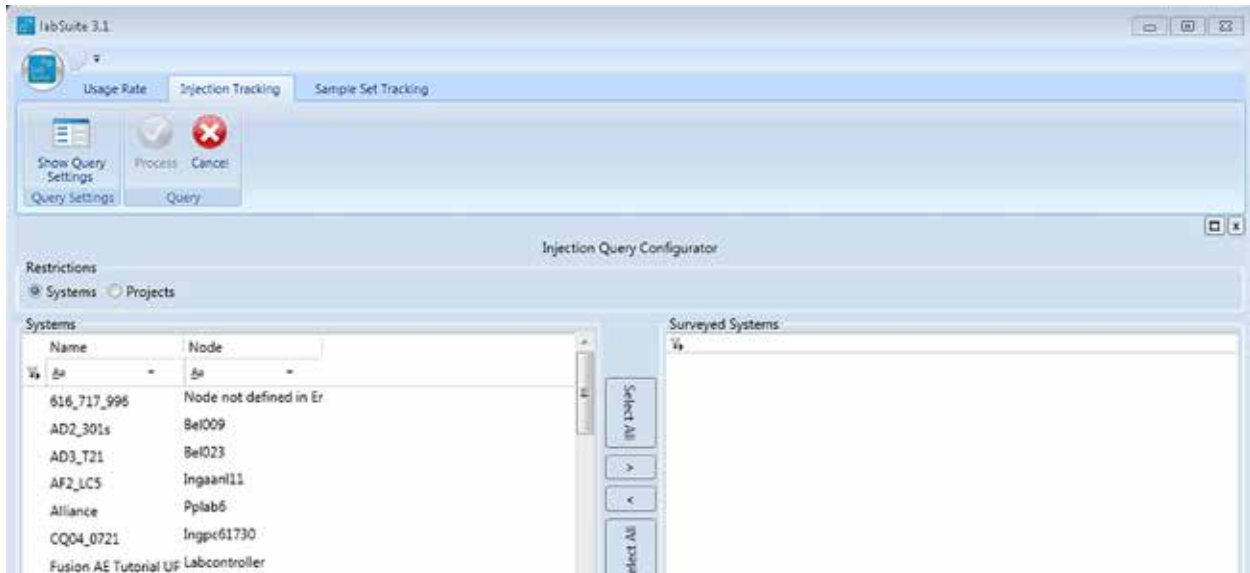 labSuite 3.1
Usage Rate Injection Tracking Sample Set Tracking
Show Query Settings
Process Cancel
Query Settings Query
Injection Query Configurator
Restrictions
Systems Projects
Systems
Surveyed Systems
Name Node
616_717_996 Node not defined in Er
AD2_301s Bel009
AD3_T21 Bel023
AF2_LC5 Ingaanl11
Alliance Pplab6
CQ04_0721 Ingpc61730
Fusion AE Tutorial UF Labcontroller
Select All
>
<